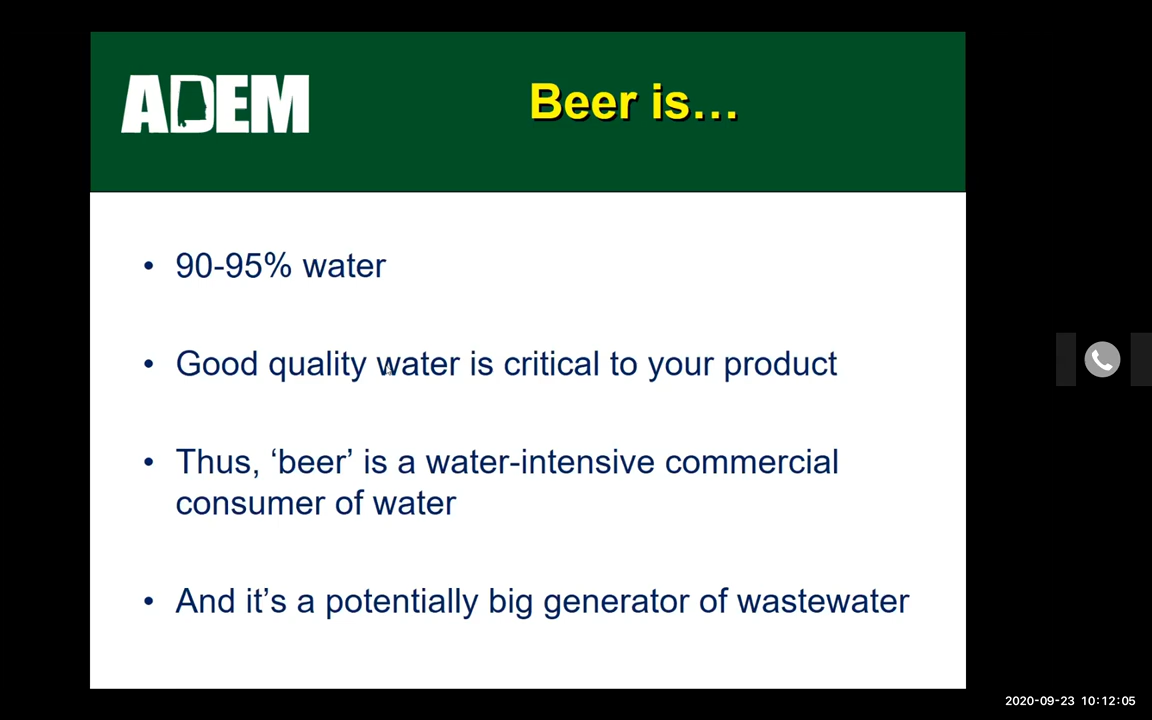 ADEM
Beer is...
• 90-95% water
• Good quality water is critical to your product
• Thus, ‘beer’ is a water-intensive commercial
consumer of water
• And it’s a potentially big generator of wastewater
2020-09-23 10:12:05